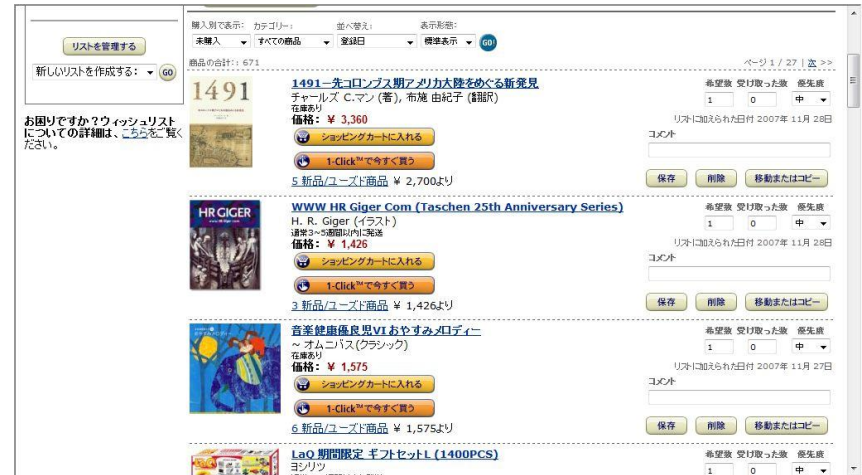 リストを管理する
新しいリストを作成する: GO
お困りですか?ウィッシュリスト
についての詳細は、こちらをご覧く
ださい。
購入別で表示: カテゴリー: 並べ替え: 表示形態:
未購入 すべての商品 登録日 標準表示 GO!
商品の合計: : 671 ページ 1 / 27 | 次 >>
1491
1491―先コロンブス期アメリカ大陸をめぐる新発見
チャールズ C.マン (著), 布施 由紀子 (翻訳)
在庫あり
価格: ¥ 3,360
ショッピングカートに入れる
1-Click™で今すぐ買う
5 新品/ユーズド商品 ¥ 2,700より
希望数 受け取った数 優先度
1 0 中
リストに加えられた日付 2007年 11月 28日
コメント
保存 削除 移動またはコピー
HR GIGER
WWW HR Giger Com (Taschen 25th Anniversary Series)
H. R. Giger (イラスト)
通常3~5週間以内に発送
価格: ¥ 1,426
ショッピングカートに入れる
1-Click™で今すぐ買う
3 新品/ユーズド商品 ¥ 1,426より
希望数 受け取った数 優先度
1 0 中
リストに加えられた日付 2007年 11月 28日
コメント
保存 削除 移動またはコピー
音楽健康優良児VI おやすみメロディー
~ オムニバス(クラシック)
在庫あり
価格: ¥ 1,575
ショッピングカートに入れる
1-Click™で今すぐ買う
6 新品/ユーズド商品 ¥ 1,575より
希望数 受け取った数 優先度
1 0 中
リストに加えられた日付 2007年 11月 27日
コメント
保存 削除 移動またはコピー
LaQ 期間限定 ギフトセットL (1400PCS)
ヨシリツ
希望数 受け取った数 優先度
1 0 中